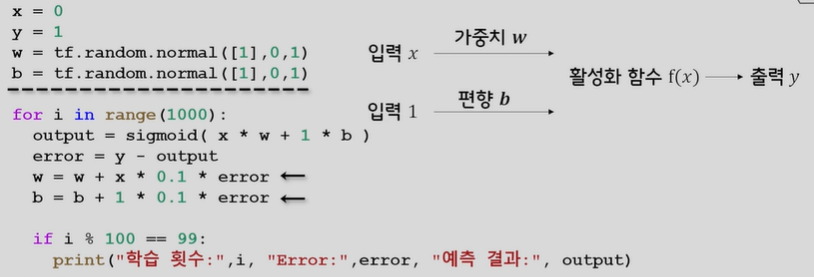 x = 0
y = 1
w = tf.random.normal([1],0,1)
b = tf.random.normal([1],0,1)
for i in range(1000):
  output = sigmoid( x * w + 1 * b )
  error = y - output
  w = w + x * 0.1 * error ←
  b = b + 1 * 0.1 * error ←
  if i % 100 == 99:
    print("학습 횟수:",i, "Error:",error, "예측 결과:", output)
입력 x
가중치 w
입력 1
편향 b
활성화 함수 f(x) → 출력 y